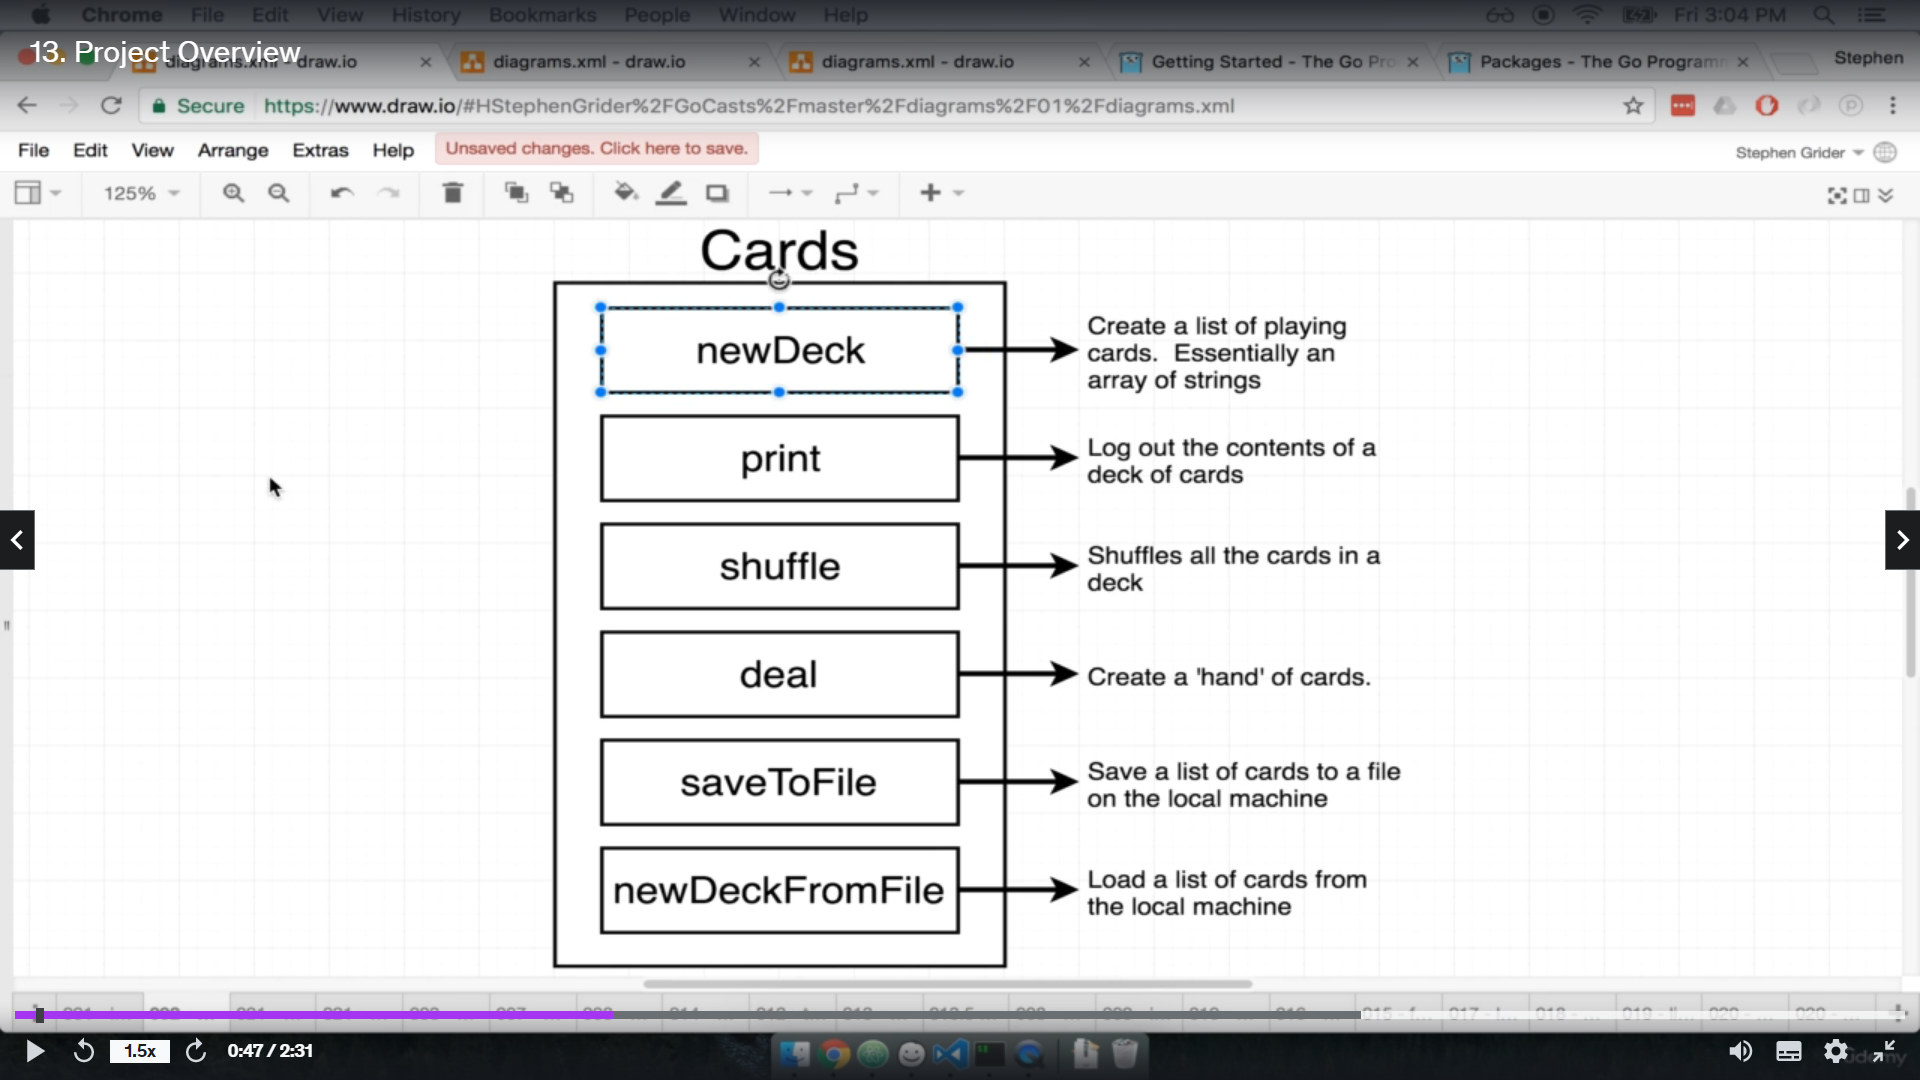 Chrome File Edit View History Bookmarks People Window Help Fri 3:04 PM
13. Project Overview
diagrams.xml - draw.io
diagrams.xml - draw.io
diagrams.xml - draw.io
Getting Started - The Go Pro
Packages - The Go Programm
Stephen
Secure https://www.draw.io/#HStephenGrider%2FGoCasts%2Fmaster%2Fdiagrams%2F01%2Fdiagrams.xml
File Edit View Arrange Extras Help Unsaved changes. Click here to save. Stephen Grider
125%
Cards
newDeck
Create a list of playing
cards. Essentially an
array of strings
print
Log out the contents of a
deck of cards
shuffle
Shuffles all the cards in a
deck
deal
Create a 'hand' of cards.
saveToFile
Save a list of cards to a file
on the local machine
newDeckFromFile
Load a list of cards from
the local machine
1.5x
0:47 / 2:31